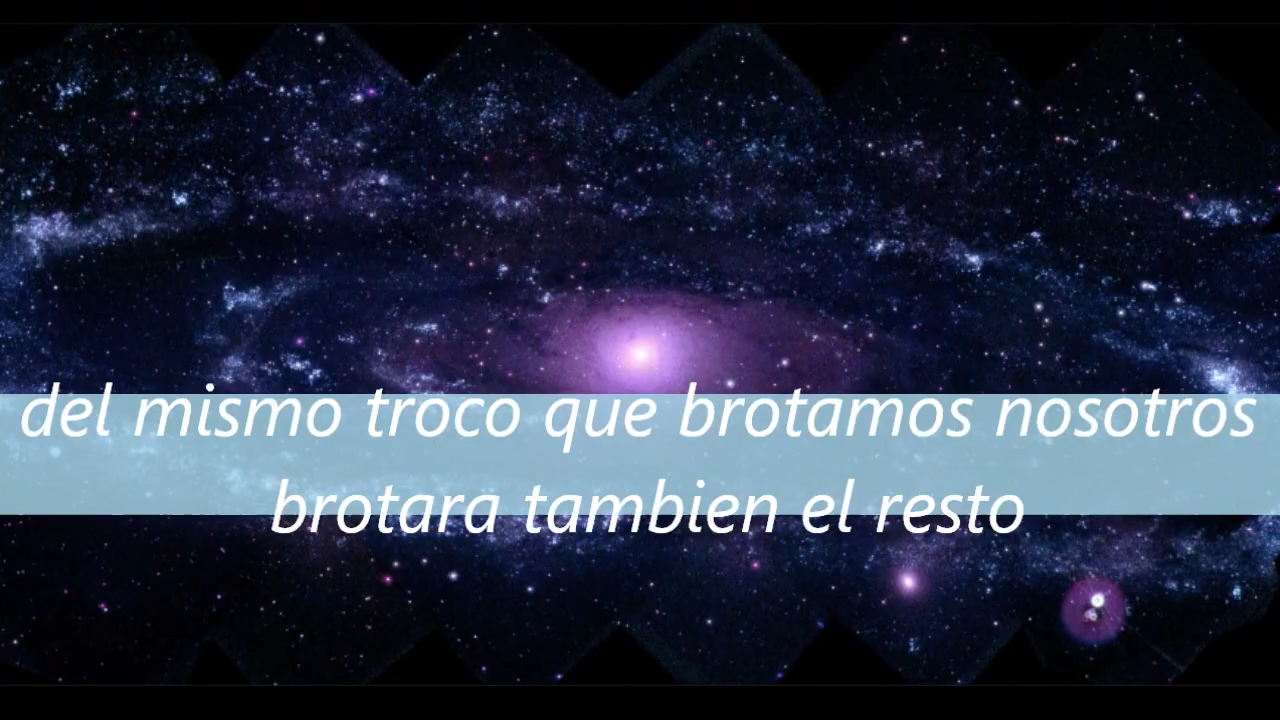 del mismo troco que brotamos nosotros
brotara tambien el resto